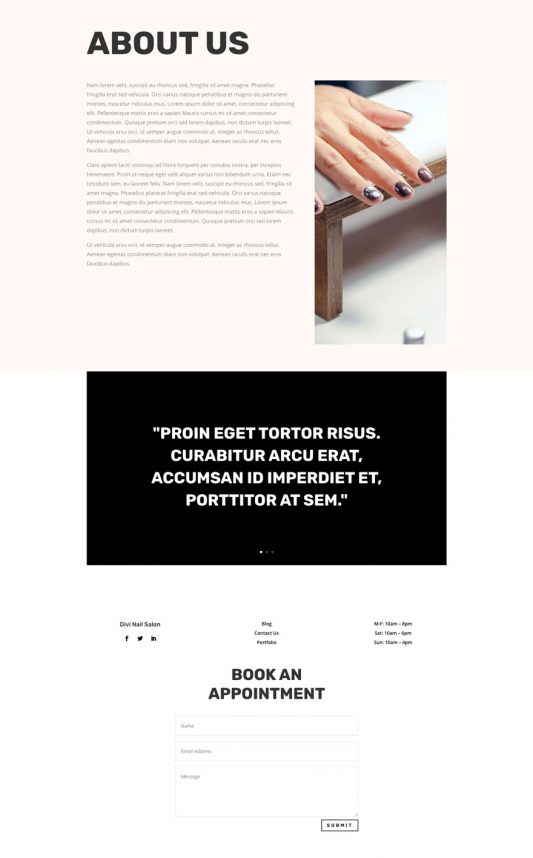 ABOUT US
Nam lorem velit, suscipit eu rhoncus sed, fringilla sit amet magna. Phasellus
fringilla erat sed vehicula. Orci varius natoque penatibus et magnis dis parturient
montes, nascetur ridiculus mus. Lorem ipsum dolor sit amet, consectetur adipiscing
elit. Pellentesque mattis eros a sapien Mauris cursus mi sit amet consectetur
condimentum. Quisque pretium orci sed lorem dapibus, non dictum turpis laoreet.
Ut vehicula arcu orci, id semper augue commodo at. Integer ac rhoncus tellus.
Aenean egestas condimentum diam non volutpat. Aenean iaculis erat nec eros
faucibus dapibus.
Class aptent taciti sociosqu ad litora torquent per conubia nostra, per inceptos
himenaeos. Proin ut neque eget velit aliquet varius non bibendum urna. Etiam nec
tincidunt sem, eu laoreet felis. Nam lorem velit, suscipit eu rhoncus sed, fringilla sit
amet magna. Phasellus placerat fringilla erat sed vehicula. Orci varius natoque
penatibus et magnis dis parturient montes, nascetur ridiculus mus. Lorem ipsum
dolor sit amet, consectetur adipiscing elit. Pellentesque mattis eros a sapien Mauris
cursus mi sit amet consectetur condimentum. Quisque pretium orci sed lorem
dapibus, non dictum turpis laoreet.
Ut vehicula arcu orci, id semper augue commodo at. Integer ac rhoncus tellus.
Aenean egestas condimentum diam non volutpat. Aenean iaculis erat nec eros
faucibus dapibus.
"PROIN EGET TORTOR RISUS.
CURABITUR ARCU ERAT,
ACCUMSAN ID IMPERDIET ET,
PORTTITOR AT SEM."
Divi Nail Salon
Blog
Contact Us
Portfolio
M-F: 10am – 8pm
Sat: 10am – 6pm
Sun: 10am – 4pm
BOOK AN
APPOINTMENT
Name
Email Address
Message
SUBMIT